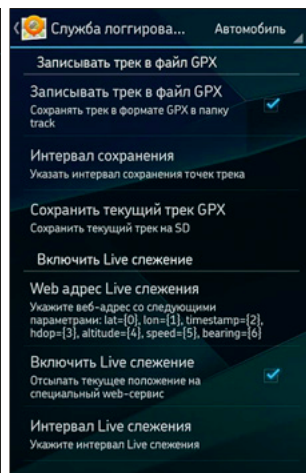 Служба логгирова...
Автомобиль
Записывать трек в файл GPX
Записывать трек в файл GPX
Сохранять трек в формате GPX в папку
track
Интервал сохранения
Указать интервал сохранения точек трека
Сохранить текущий трек GPX
Сохранить текущий трек на SD
Включить Live слежение
Web адрес Live слежения
Укажите веб-адрес со следующими
параметрами: lat={0}, lon={1}, timestamp={2},
hdop={3}, altitude={4}, speed={5}, bearing={6}
Включить Live слежение
Отсылать текущее положение на
специальный web-сервис
Интервал Live слежения
Укажите интервал Live слежения